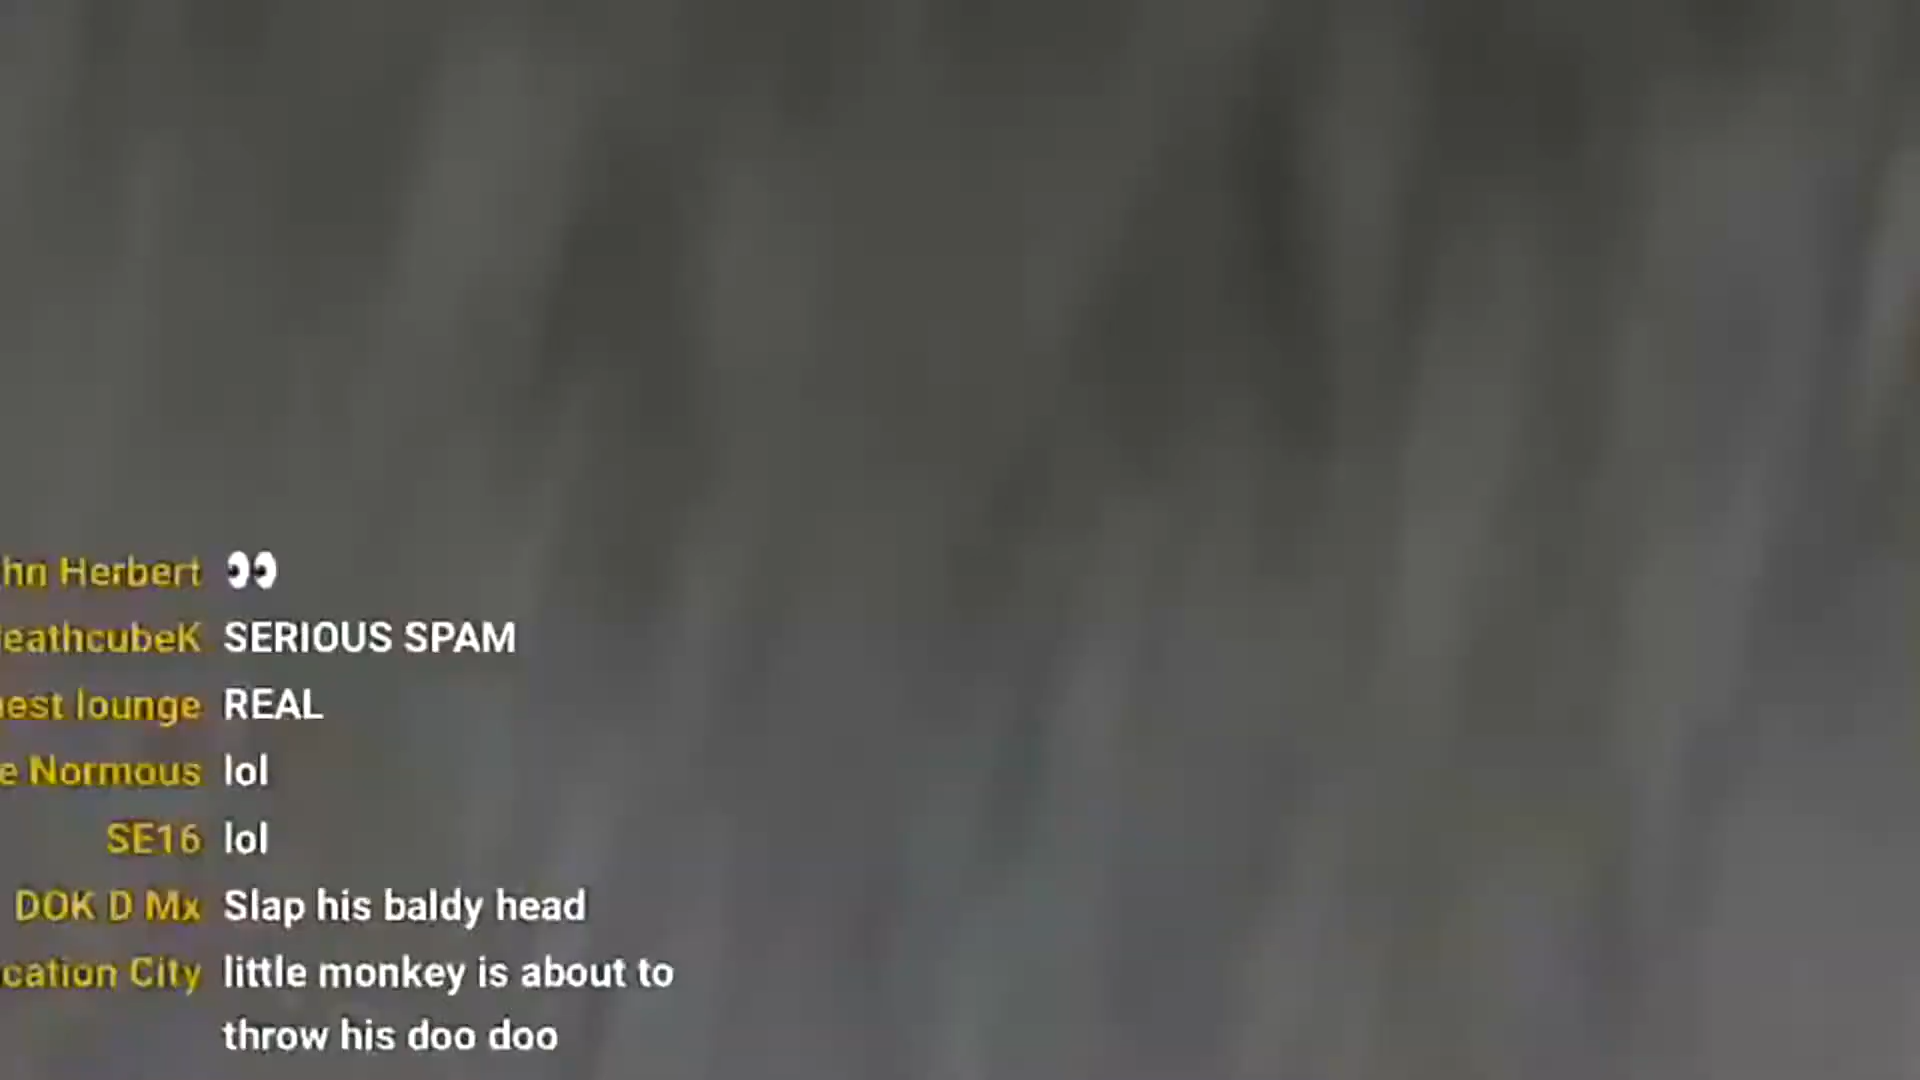 hn Herbert 👀
eathcubeK SERIOUS SPAM
est lounge REAL
e Normous lol
SE16 lol
DOK D Mx Slap his baldy head
cation City little monkey is about to
throw his doo doo